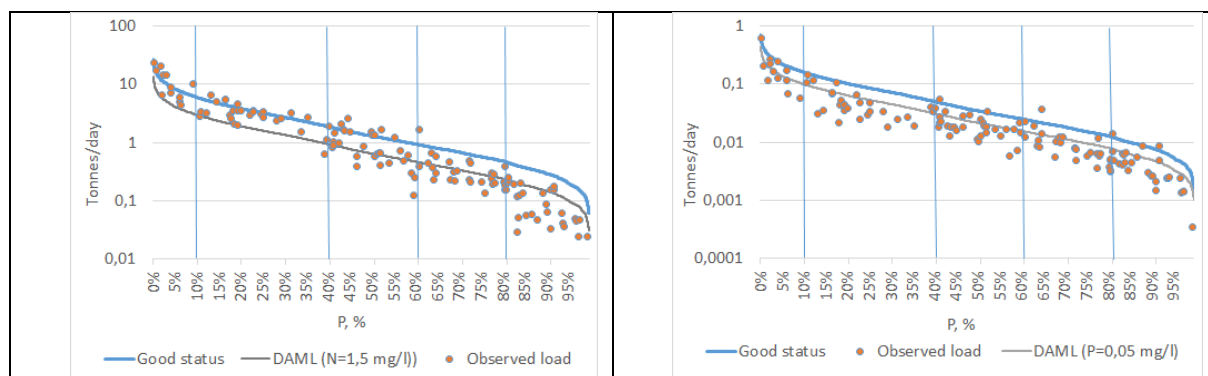 100
10
1
0,1
0,01
Tonnes/day
0% 5% 10% 15% 20% 25% 30% 35% 40% 45% 50% 55% 60% 65% 70% 75% 80% 85% 90% 95%
P, %
Good status DAML (N=1,5 mg/l)) Observed load
1
0,1
0,01
0,001
0,0001
Tonnes/day
0% 5% 10% 15% 20% 25% 30% 35% 40% 45% 50% 55% 60% 65% 70% 75% 80% 85% 90% 95%
P, %
Good status Observed load DAML (P=0,05 mg/l)